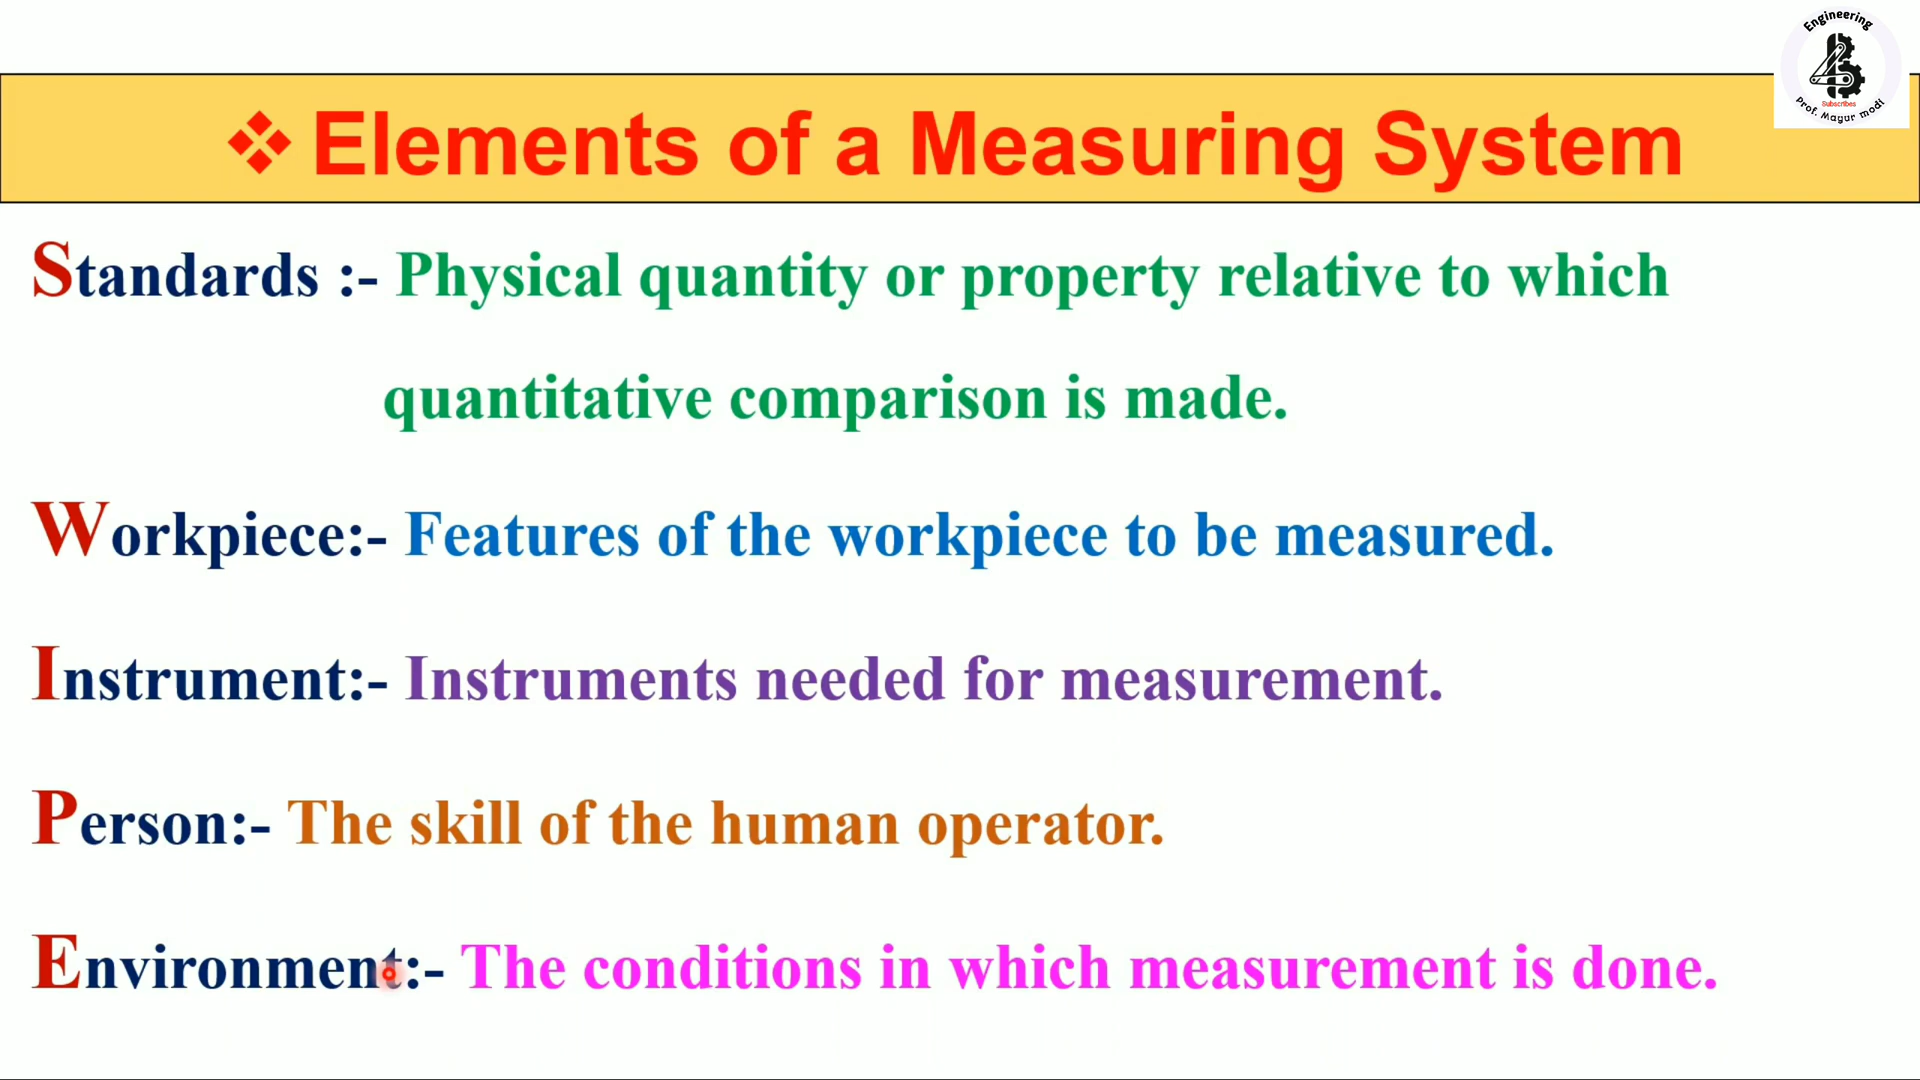 Engineering
Subscribes
Prof. Mayur modi
❖ Elements of a Measuring System
Standards :- Physical quantity or property relative to which
quantitative comparison is made.
Workpiece:- Features of the workpiece to be measured.
Instrument:- Instruments needed for measurement.
Person:- The skill of the human operator.
Environment:- The conditions in which measurement is done.